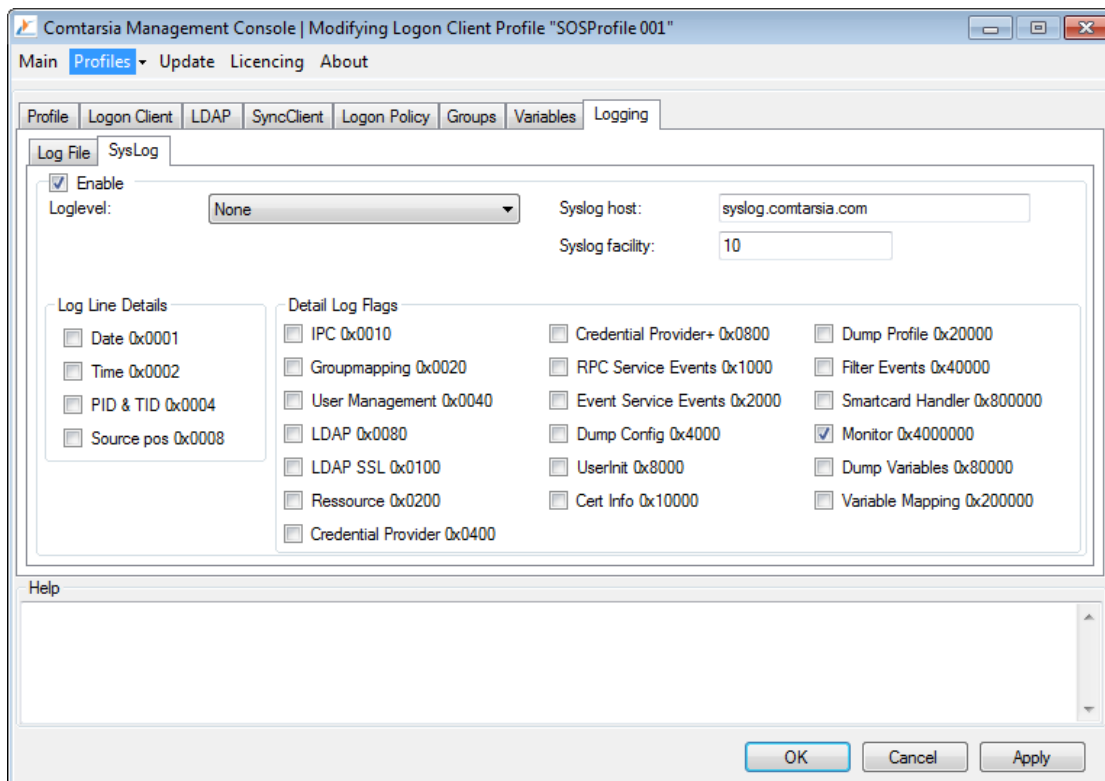 Comtarsia Management Console | Modifying Logon Client Profile "SOSProfile 001"
Main Profiles Update Licencing About
Profile Logon Client LDAP SyncClient Logon Policy Groups Variables Logging
Log File SysLog
Enable
Loglevel: None Syslog host: syslog.comtarsia.com
Syslog facility: 10
Log Line Details
Date 0x0001
Time 0x0002
PID & TID 0x0004
Source pos 0x0008
Detail Log Flags
IPC 0x0010
Groupmapping 0x0020
User Management 0x0040
LDAP 0x0080
LDAP SSL 0x0100
Ressource 0x0200
Credential Provider 0x0400
Credential Provider+ 0x0800
RPC Service Events 0x1000
Event Service Events 0x2000
Dump Config 0x4000
UserInit 0x8000
Cert Info 0x10000
Dump Profile 0x20000
Filter Events 0x40000
Smartcard Handler 0x800000
Monitor 0x4000000
Dump Variables 0x80000
Variable Mapping 0x200000
Help
OK Cancel Apply